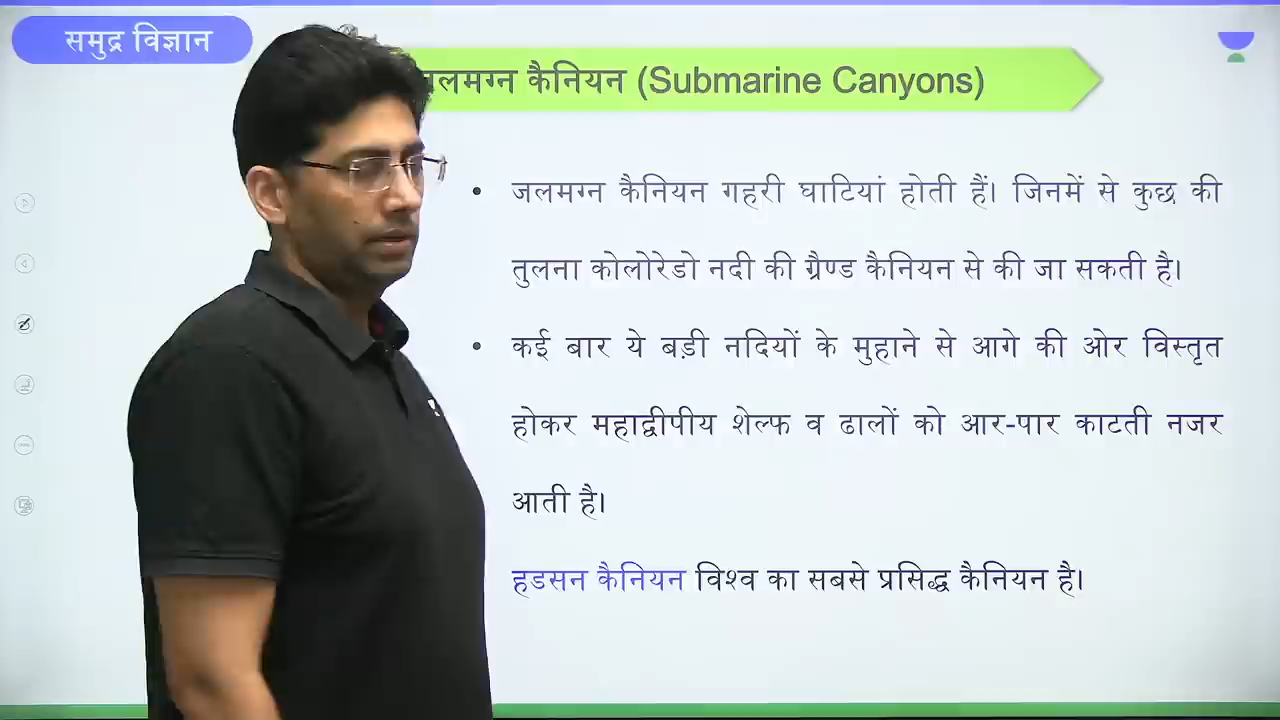 समुद्र विज्ञान
कैनियन (Submarine Canyons)
जलमग्न कैनियन गहरी घाटियां होती हैं। जिनमें से कुछ की
तुलना कोलोरेडो नदी की ग्रैण्ड कैनियन से की जा सकती है।
कई बार ये बड़ी नदियों के मुहाने से आगे की ओर विस्तृत
होकर महाद्वीपीय शेल्फ व ढालों को आर-पार काटती नजर
आती है।
हडसन कैनियन विश्व का सबसे प्रसिद्ध कैनियन है।